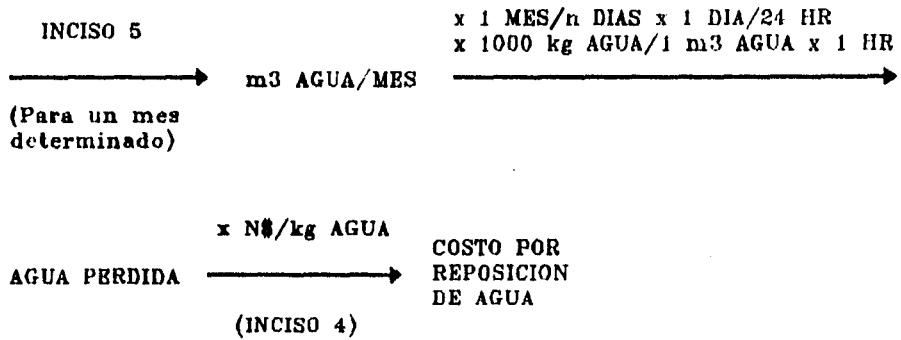 INCISO 5
x 1 MES/n DIAS x 1 DIA/24 HR
x 1000 kg AGUA/1 m3 AGUA x 1 HR
m3 AGUA/MES
(Para un mes
determinado)
x N$/kg AGUA
AGUA PERDIDA
COSTO POR
REPOSICION
DE AGUA
(INCISO 4)